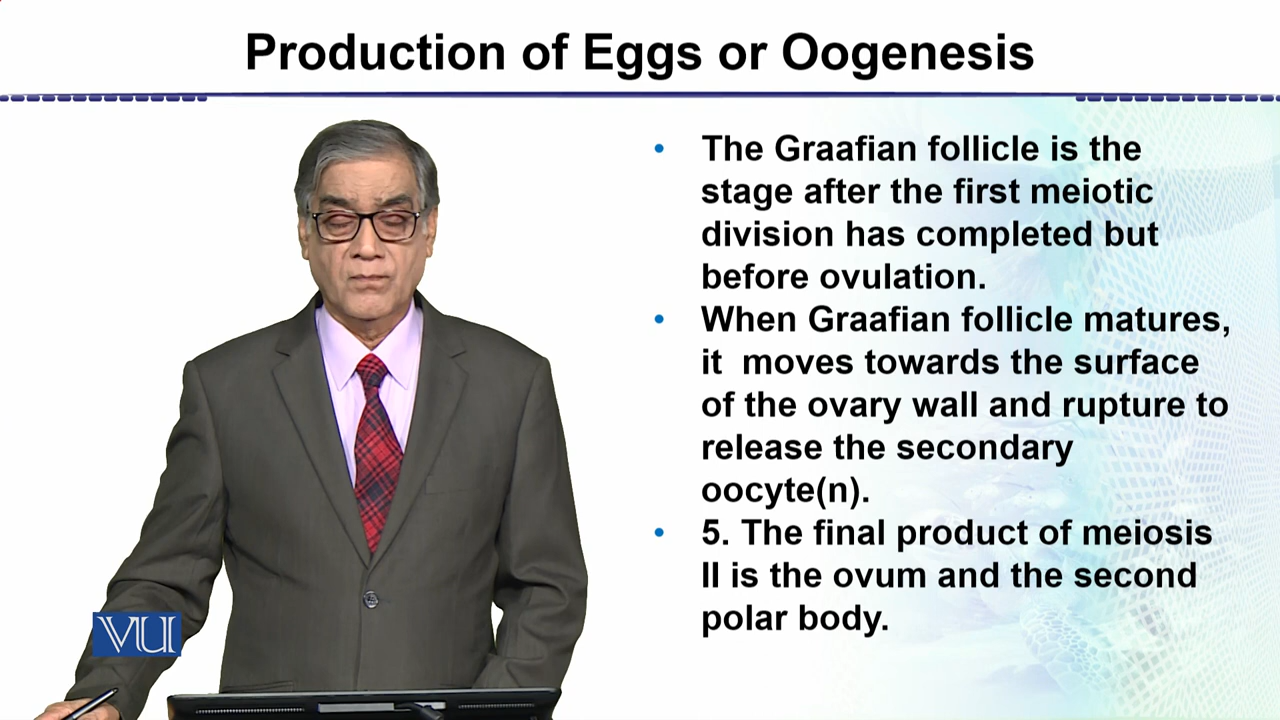 Production of Eggs or Oogenesis
• The Graafian follicle is the
stage after the first meiotic
division has completed but
before ovulation.
• When Graafian follicle matures,
it  moves towards the surface
of the ovary wall and rupture to
release the secondary
oocyte(n).
• 5. The final product of meiosis
II is the ovum and the second
polar body.
VU